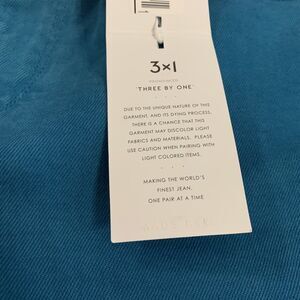 3×1
PRONOUNCED
'THREE BY ONE'
DUE TO THE UNIQUE NATURE OF THIS
GARMENT, AND ITS DYING PROCESS,
THERE IS A CHANCE THAT THIS
GARMENT MAY DISCOLOR LIGHT
FABRICS AND MATERIALS. PLEASE
USE CAUTION WHEN PAIRING WITH
LIGHT COLORED ITEMS.
MAKING THE WORLD'S
FINEST JEAN,
ONE PAIR AT A TIME